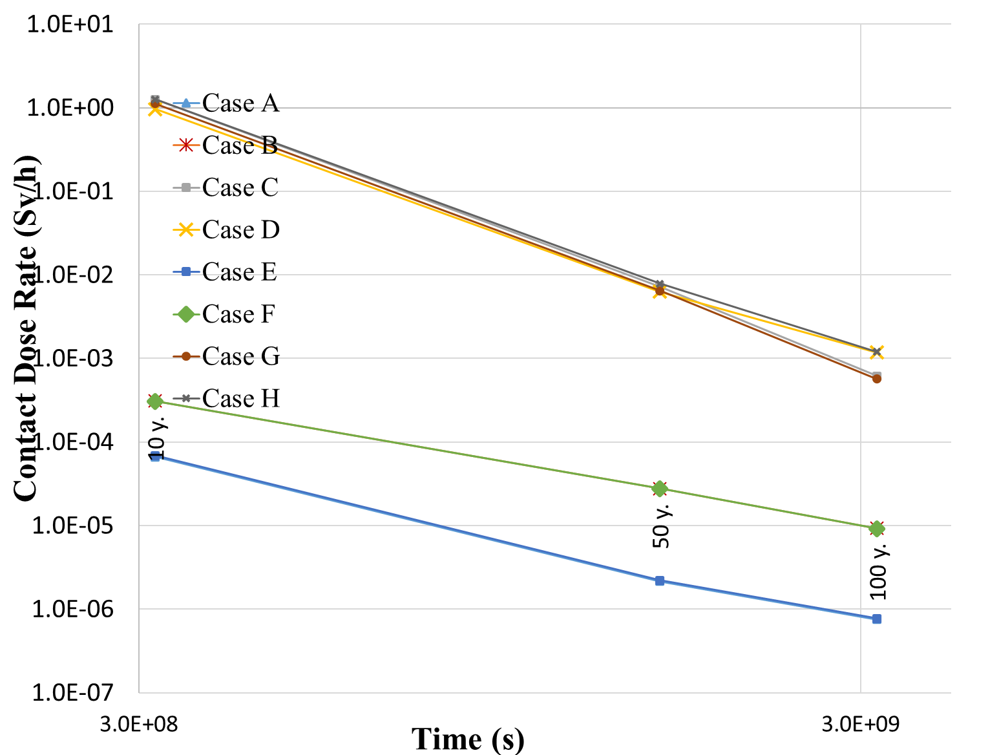 1.0E+01
1.0E+00
1.0E-01
1.0E-02
1.0E-03
1.0E-04
1.0E-05
1.0E-06
1.0E-07
Contact Dose Rate (Sv/h)
Case A
Case B
Case C
Case D
Case E
Case F
Case G
Case H
10 y.
50 y.
100 y.
3.0E+08
3.0E+09
Time (s)